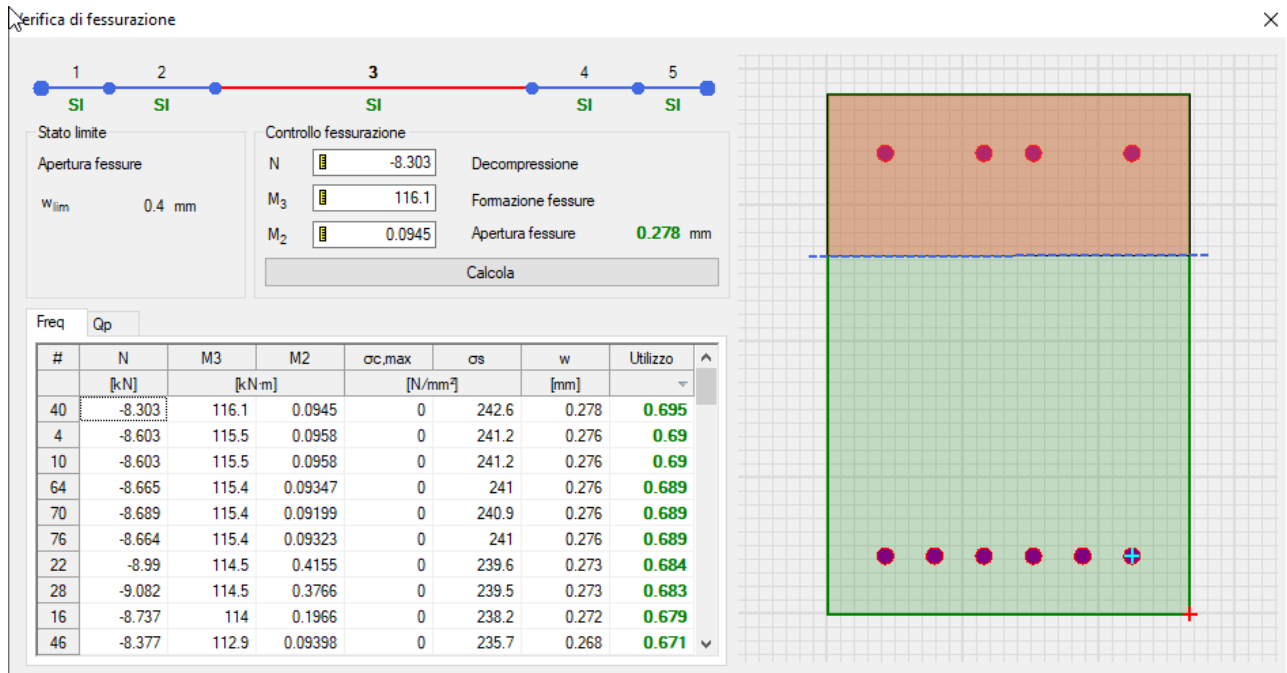 Verifica di fessurazione
1 2 3 4 5
SI SI SI SI SI
Stato limite
Apertura fessure
wlim 0.4 mm
Controllo fessurazione
N -8.303 Decompressione
M3 116.1 Formazione fessure
M2 0.0945 Apertura fessure 0.278 mm
Calcola
Freq Qp
# N M3 M2 σc,max σs w Utilizzo
[kN] [kN·m] [N/mm²] [mm]
40 -8.303 116.1 0.0945 0 242.6 0.278 0.695
4 -8.603 115.5 0.0958 0 241.2 0.276 0.69
10 -8.603 115.5 0.0958 0 241.2 0.276 0.69
64 -8.665 115.4 0.09347 0 241 0.276 0.689
70 -8.689 115.4 0.09199 0 240.9 0.276 0.689
76 -8.664 115.4 0.09323 0 241 0.276 0.689
22 -8.99 114.5 0.4155 0 239.6 0.273 0.684
28 -9.082 114.5 0.3766 0 239.5 0.273 0.683
16 -8.737 114 0.1966 0 238.2 0.272 0.679
46 -8.377 112.9 0.09398 0 235.7 0.268 0.671